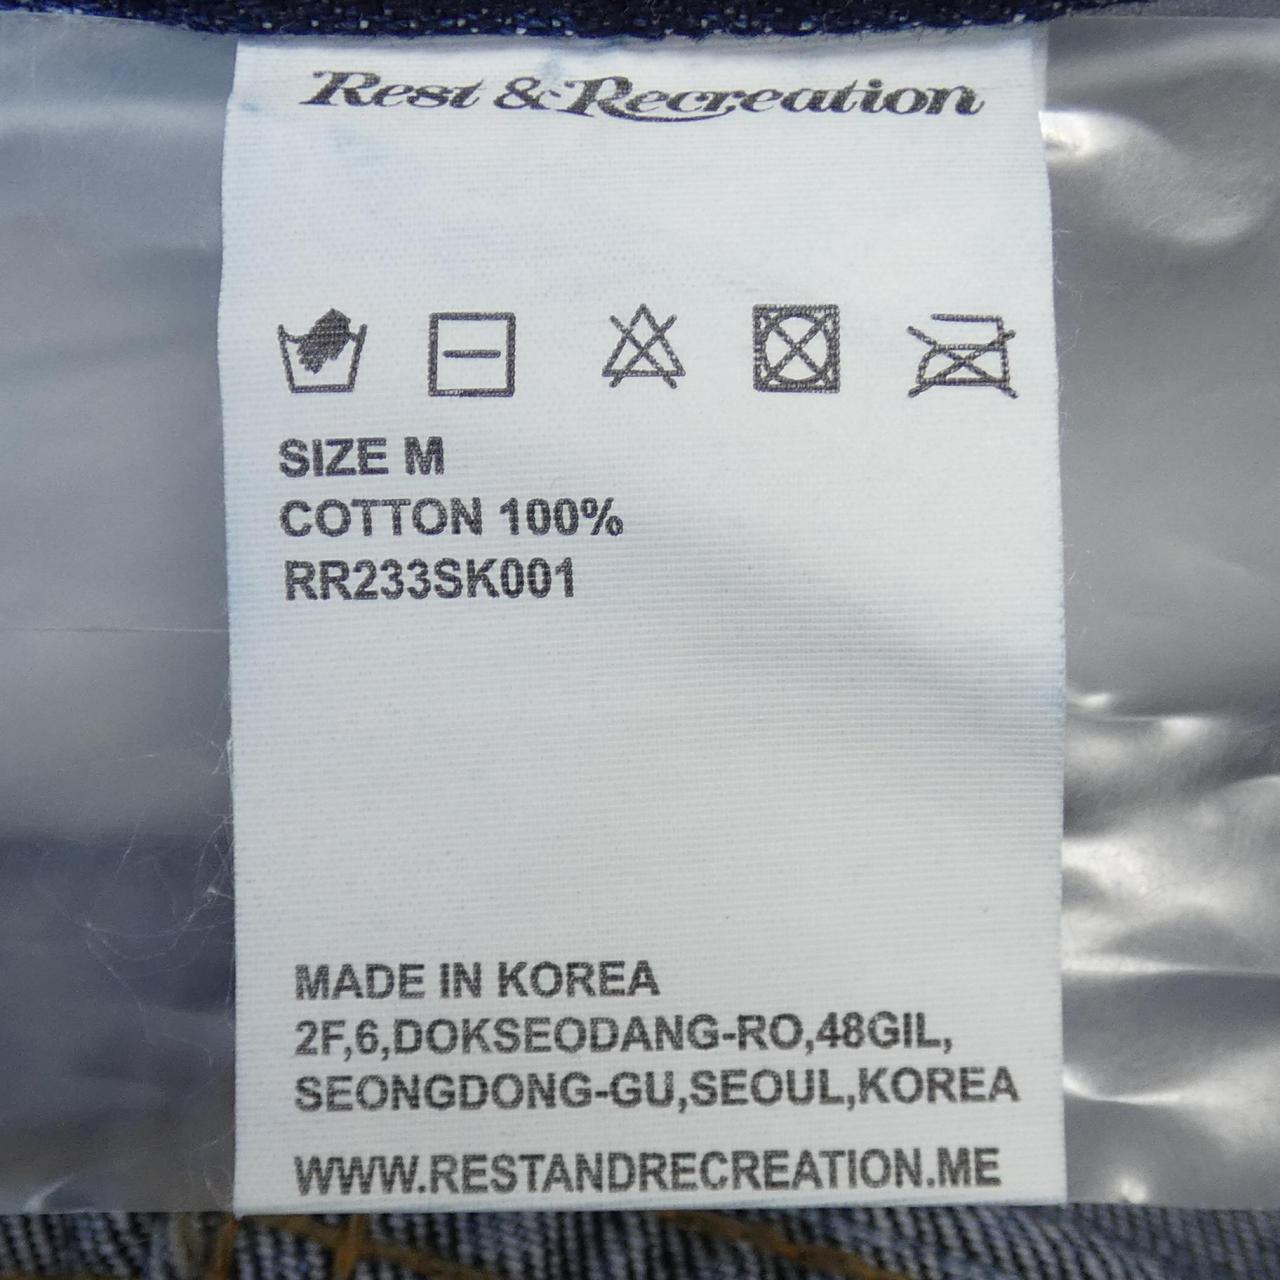 Rest & Recreation
SIZE M
COTTON 100%
RR233SK001
MADE IN KOREA
2F,6,DOKSEODANG-RO,48GIL,
SEONGDONG-GU,SEOUL,KOREA
WWW.RESTANDRECREATION.ME